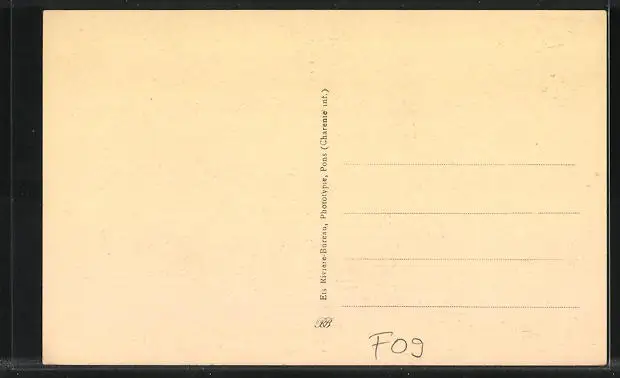 Ets Rivière-Bureau, Phototypie, Pons (Charente inf.)
RB
F09